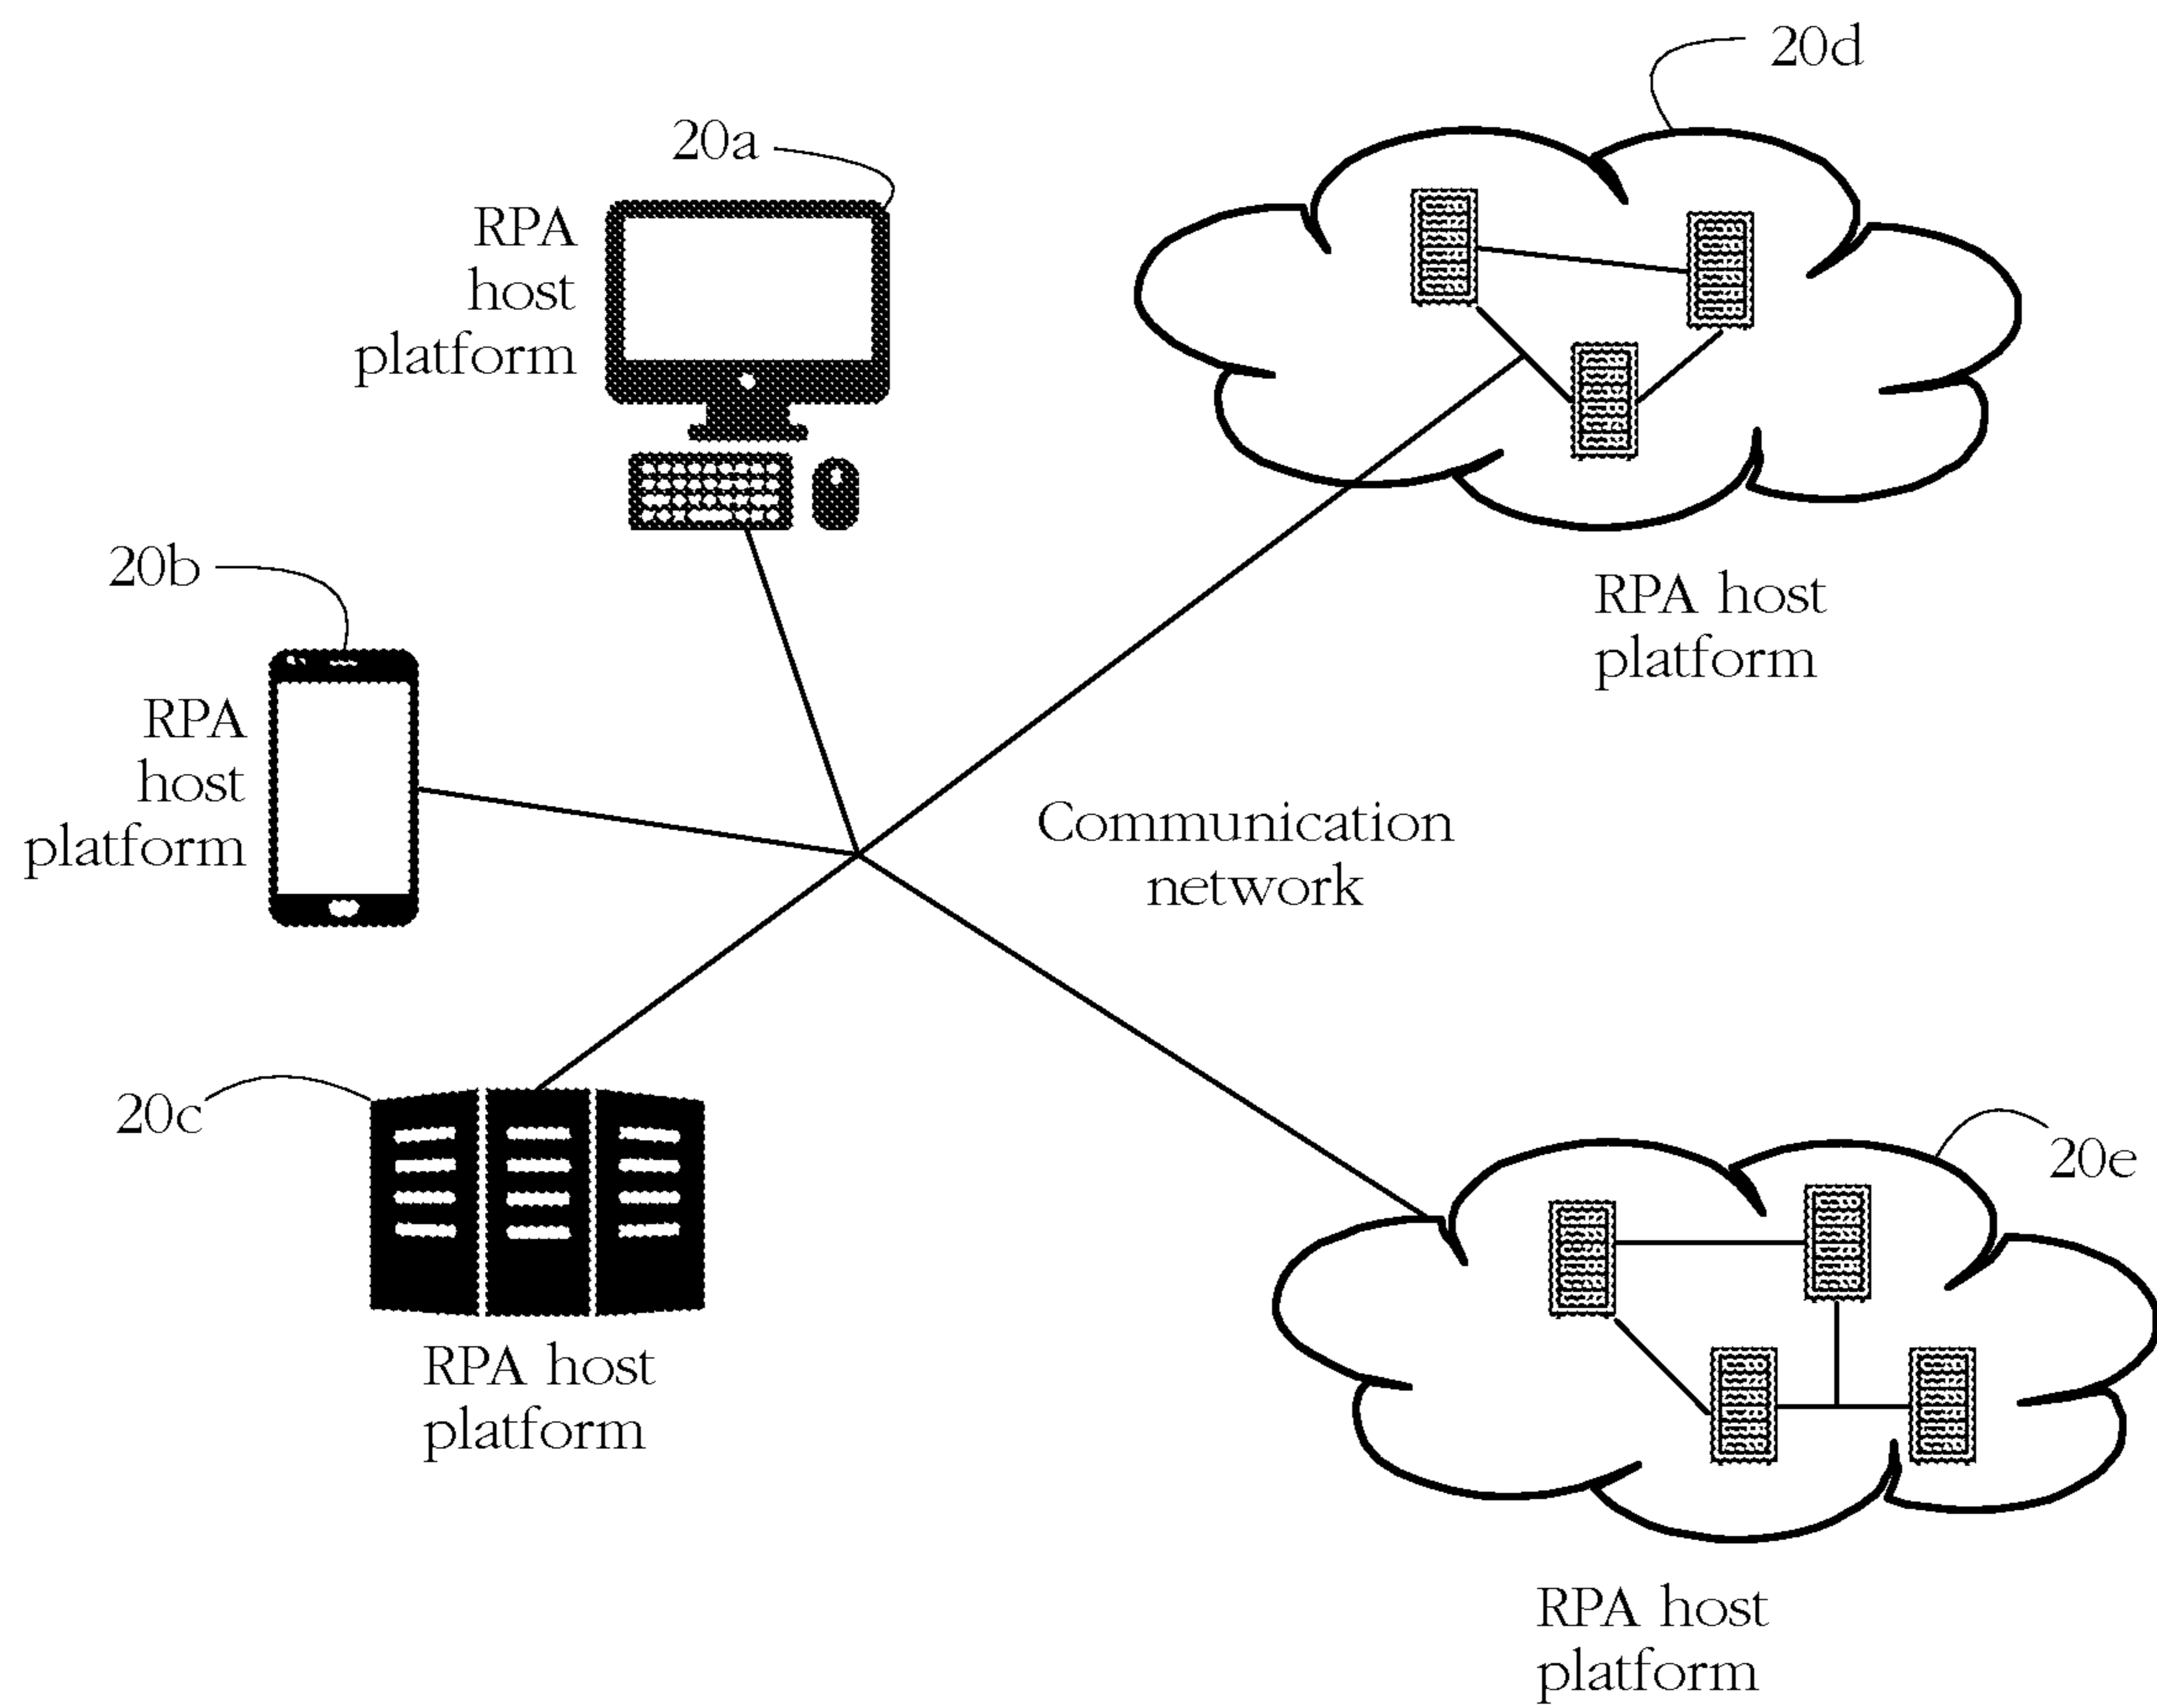 20d
20a
RPA
host
platform
20b
RPA host
platform
RPA
host
platform
Communication
network
20c
20e
RPA host
platform
RPA host
platform